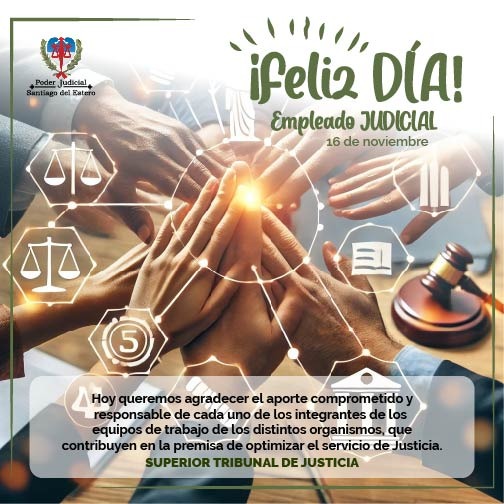 Poder Judicial
Santiago del Estero
¡Feliz DÍA!
Empleado JUDICIAL
16 de noviembre
5
Hoy queremos agradecer el aporte comprometido y
responsable de cada uno de los integrantes de los
equipos de trabajo de los distintos organismos, que
contribuyen en la premisa de optimizar el servicio de Justicia.
SUPERIOR TRIBUNAL DE JUSTICIA